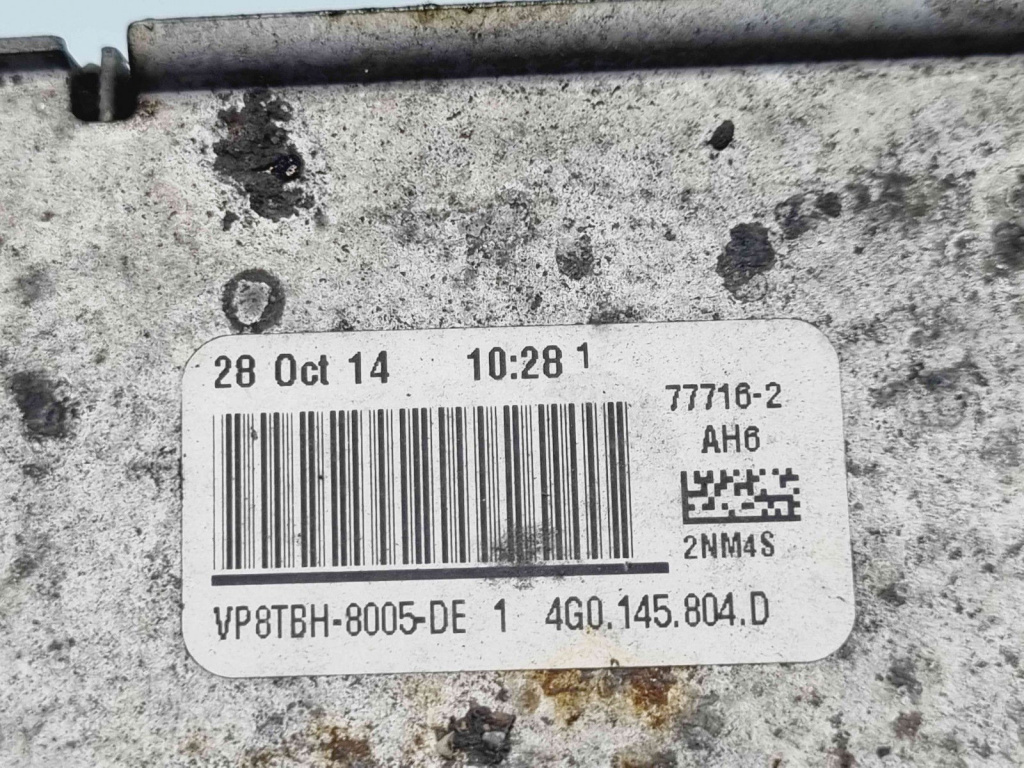 28 Oct 14 10:28 1
77716-2
AH6
2NM4S
VP8TBH-8005-DE 1 4G0.145.804.D